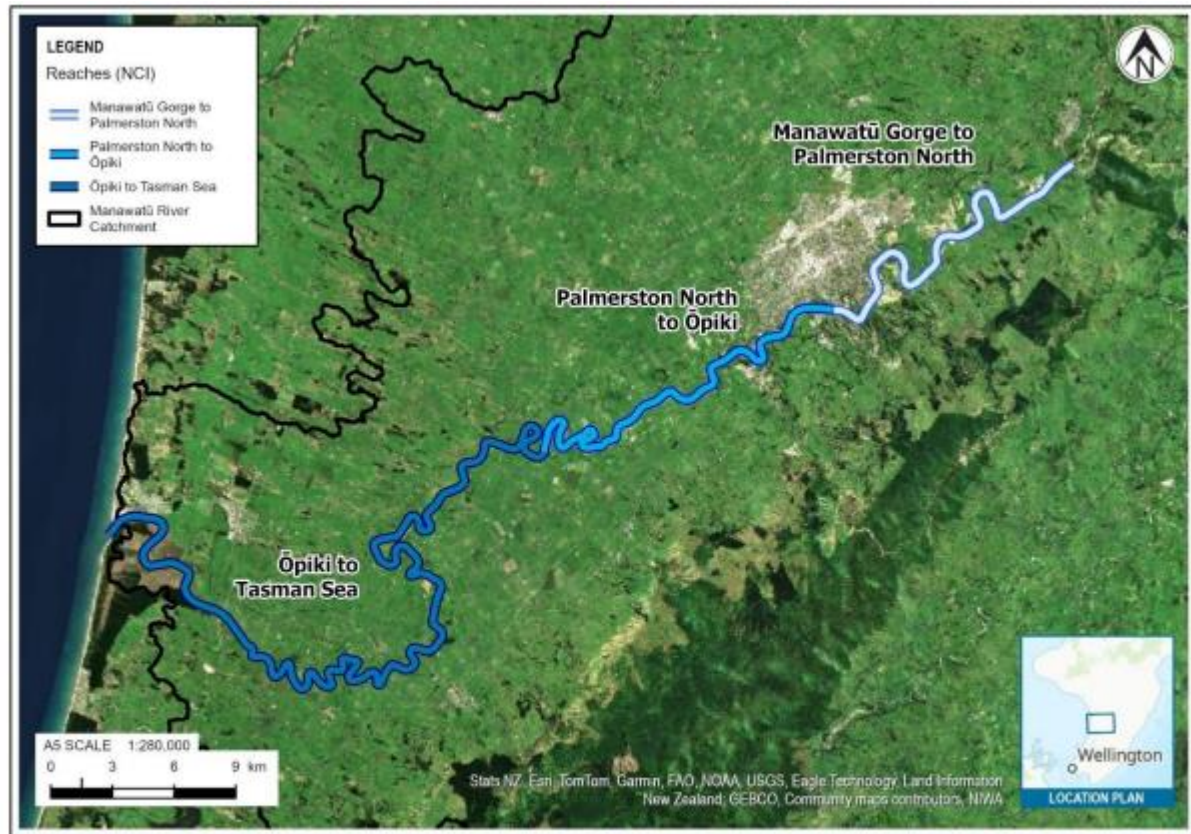 LEGEND
Reaches (NCI)
Manawatū Gorge to
Palmerston North
Palmerston North to
Ōpiki
Ōpiki to Tasman Sea
Manawatū River
Catchment
N
Manawatū Gorge to
Palmerston North
Palmerston North
to Ōpiki
Ōpiki to
Tasman Sea
A5 SCALE 1:280,000
0 3 6 9 km
Stats NZ, Esri, TomTom, Garmin, FAO, NOAA, USGS, Eagle Technology, Land Information
New Zealand; GEBCO, Community maps contributors, NIWA
Wellington
LOCATION PLAN